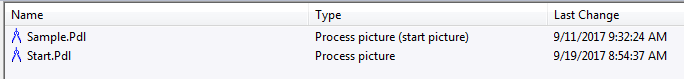 Name Type Last Change
Sample.Pdl Process picture (start picture) 9/11/2017 9:32:24 AM
Start.Pdl Process picture 9/19/2017 8:54:37 AM